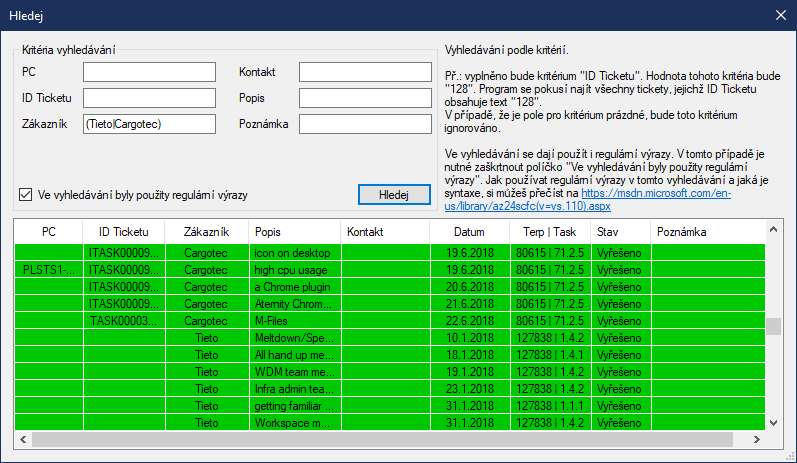 Hledej
Kritéria vyhledávání
PC
Kontakt
ID Ticketu
Popis
Zákazník (Tieto|Cargotec)
Poznámka
Ve vyhledávání byly použity regulární výrazy
Hledej
Vyhledávání podle kritérií.
Př.: vyplněno bude kritérium "ID Ticketu". Hodnota tohoto kritéria bude
"128". Program se pokusí najít všechny tickety, jejichž ID Ticketu
obsahuje text "128".
V případě, že je pole pro kritérium prázdné, bude toto kritérium
ignorováno.
Ve vyhledávání se dají použít i regulární výrazy. V tomto případě je
nutné zaškrtnout políčko "Ve vyhledávání byly použity regulární
výrazy". Jak používat regulární výrazy v tomto vyhledávání a jaká je
syntaxe, si můžeš přečíst na https://msdn.microsoft.com/en-
us/library/az24scfc(v=vs.110).aspx
PC ID Ticketu Zákazník Popis Kontakt Datum Terp | Task Stav Poznámka
ITASK00009... Cargotec icon on desktop 19.6.2018 80615 | 71.2.5 Vyřešeno
PLSTS1-... ITASK00009... Cargotec high cpu usage 19.6.2018 80615 | 71.2.5 Vyřešeno
ITASK00009... Cargotec a Chrome plugin 20.6.2018 80615 | 71.2.5 Vyřešeno
ITASK00009... Cargotec Aternity Chrom... 21.6.2018 80615 | 71.2.5 Vyřešeno
TASK00003... Cargotec M-Files 22.6.2018 80615 | 71.2.5 Vyřešeno
Tieto Meltdown/Spe... 10.1.2018 127838 | 1.4.2 Vyřešeno
Tieto All hand up me... 18.1.2018 127838 | 1.4.1 Vyřešeno
Tieto WDM team me... 19.1.2018 127838 | 1.4.2 Vyřešeno
Tieto Infra admin tea... 23.1.2018 127838 | 1.4.2 Vyřešeno
Tieto getting familiar ... 31.1.2018 127838 | 1.1.1 Vyřešeno
Tieto Workspace m... 31.1.2018 127838 | 1.4.2 Vyřešeno